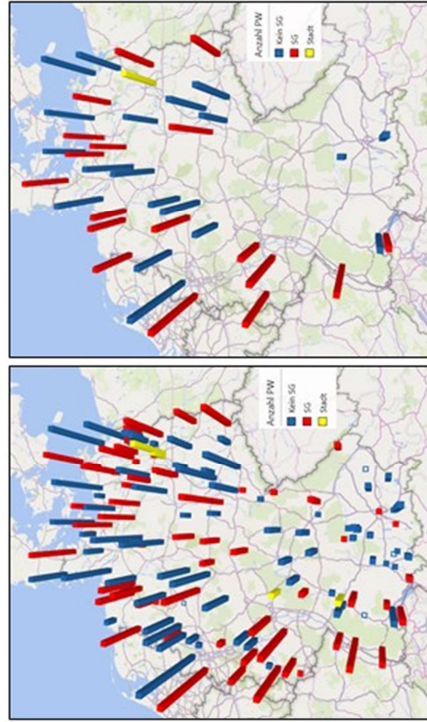 Anzahl PW
Kein SG
SG
Stadt
Anzahl PW
Kein SG
SG
Stadt